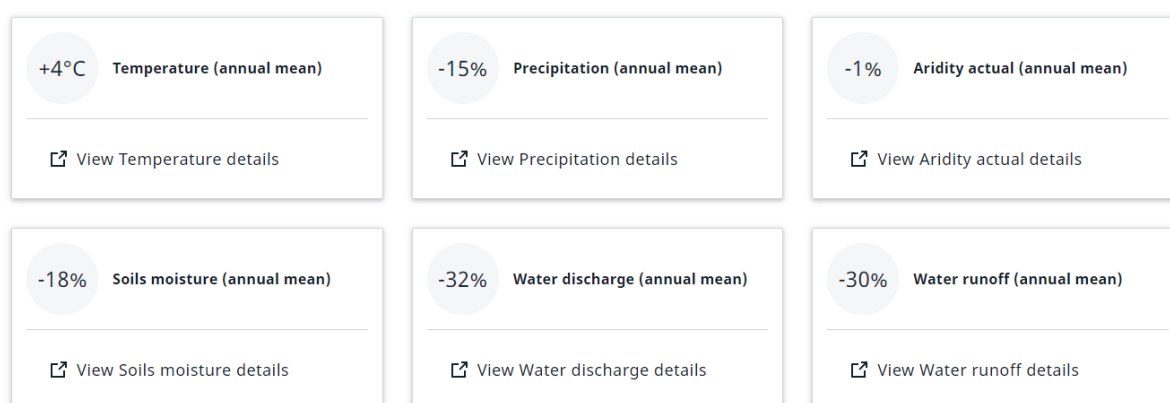 +4°C Temperature (annual mean)
-15% Precipitation (annual mean)
-1% Aridity actual (annual mean)
View Temperature details
View Precipitation details
View Aridity actual details
-18% Soils moisture (annual mean)
-32% Water discharge (annual mean)
-30% Water runoff (annual mean)
View Soils moisture details
View Water discharge details
View Water runoff details